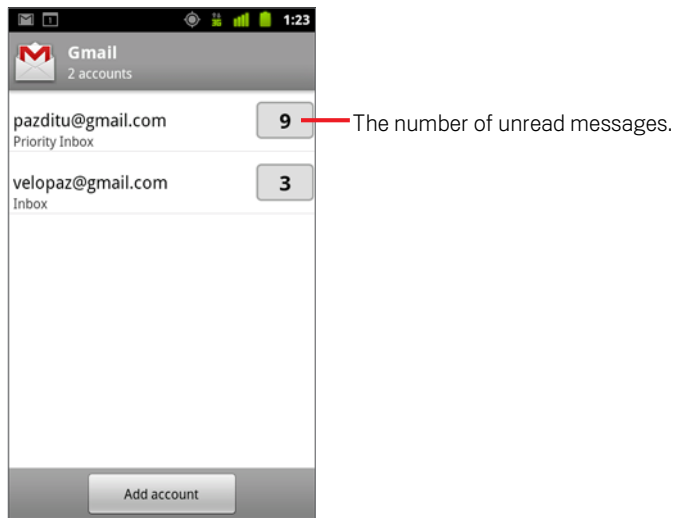 1:23
Gmail
2 accounts
pazditu@gmail.com
9
The number of unread messages.
Priority Inbox
velopaz@gmail.com
3
Inbox
Add account